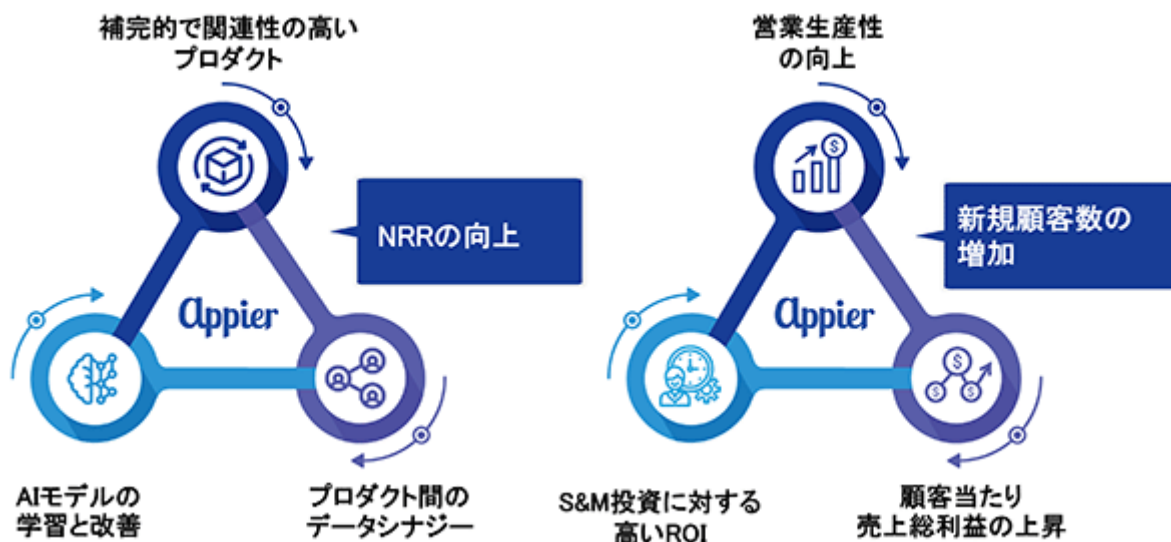 補完的で関連性の高い
プロダクト
NRRの向上
appier
AIモデルの
学習と改善
プロダクト間の
データシナジー
営業生産性
の向上
$
新規顧客数の
増加
appier
$
$
$
S&M投資に対する
高いROI
顧客当たり
売上総利益の上昇